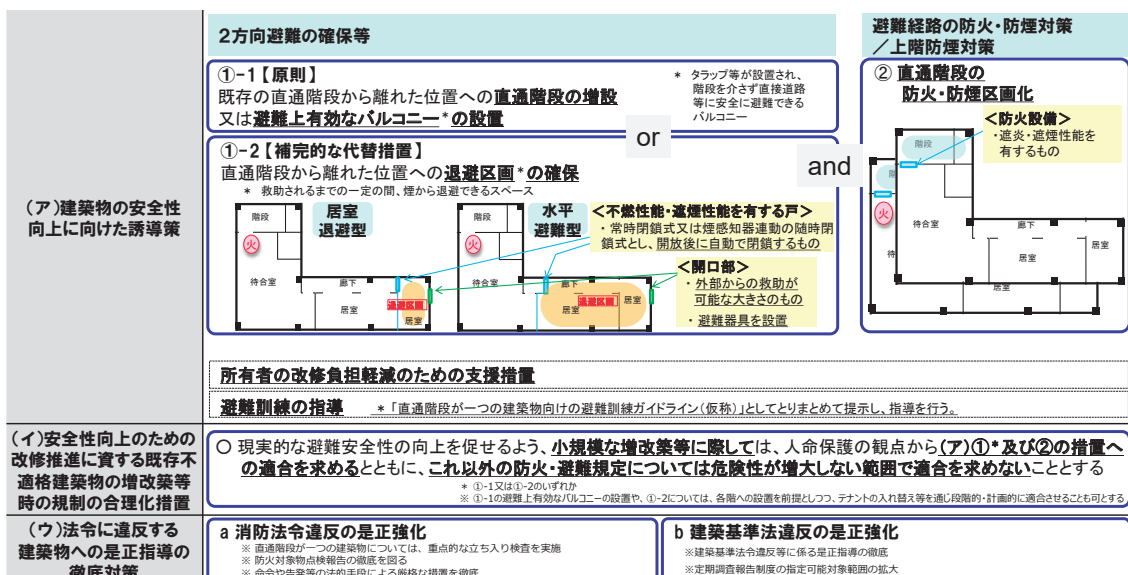 2方向避難の確保等
避難経路の防火・防煙対策
／上階防煙対策
(ア)建築物の安全性
向上に向けた誘導策
①-1【原則】
既存の直通階段から離れた位置への直通階段の増設
又は避難上有効なバルコニー*の設置
* タラップ等が設置され、
階段を介さず直接道路
等に安全に避難できる
バルコニー
or
①-2【補完的な代替措置】
直通階段から離れた位置への退避区画*の確保
* 救助されるまでの一定の間、煙から退避できるスペース
階段
居室
退避型
火
待合室
廊下
居室
退避区画
居室
階段
水平
避難型
火
待合室
廊下
居室
退避区画
居室
<不燃性能・遮煙性能を有する戸>
・常時閉鎖式又は煙感知器連動の随時閉
鎖式とし、開放後に自動で閉鎖するもの
<開口部>
・外部からの救助が
可能な大きさのもの
・避難器具を設置
and
② 直通階段の
防火・防煙区画化
<防火設備>
・遮炎・遮煙性能を
有するもの
階段
階
火
待合室
待
廊下
居室
居室
居室
所有者の改修負担軽減のための支援措置
避難訓練の指導 *「直通階段が一つの建築物向けの避難訓練ガイドライン(仮称)」としてとりまとめて提示し、指導を行う。
(イ)安全性向上のための
改修推進に資する既存不
適格建築物の増改築等
時の規制の合理化措置
○ 現実的な避難安全性の向上を促せるよう、小規模な増改築等に際しては、人命保護の観点から(ア)①*及び②の措置へ
の適合を求めるとともに、これ以外の防火・避難規定については危険性が増大しない範囲で適合を求めないこととする
* ①-1又は①-2のいずれか
※ ①-1の避難上有効なバルコニーの設置や、①-2については、各階への設置を前提としつつ、テナントの入れ替え等を通じ段階的・計画的に適合させることも可とする
(ウ)法令に違反する
建築物への是正指導の
徹底対策
a 消防法令違反の是正強化
※ 直通階段が一つの建築物については、重点的な立ち入り検査を実施
※ 防火対象物点検報告の徹底を図る
※ 命令や告発等の法的手段による厳格な措置を徹底
b 建築基準法違反の是正強化
※建築基準法令違反等に係る是正指導の徹底
※定期調査報告制度の指定可能対象範囲の拡大